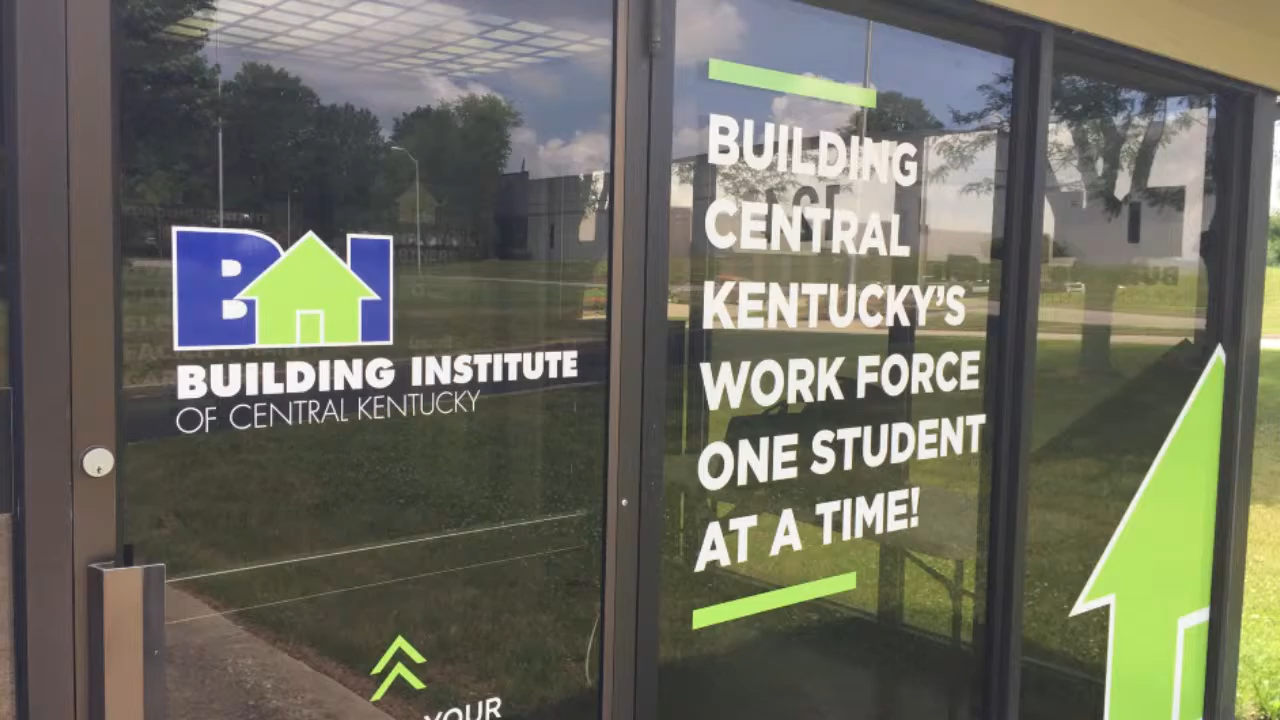 BI
BUILDING INSTITUTE
OF CENTRAL KENTUCKY
YOUR
BUILDING
CENTRAL
KENTUCKY'S
WORK FORCE
ONE STUDENT
AT A TIME!